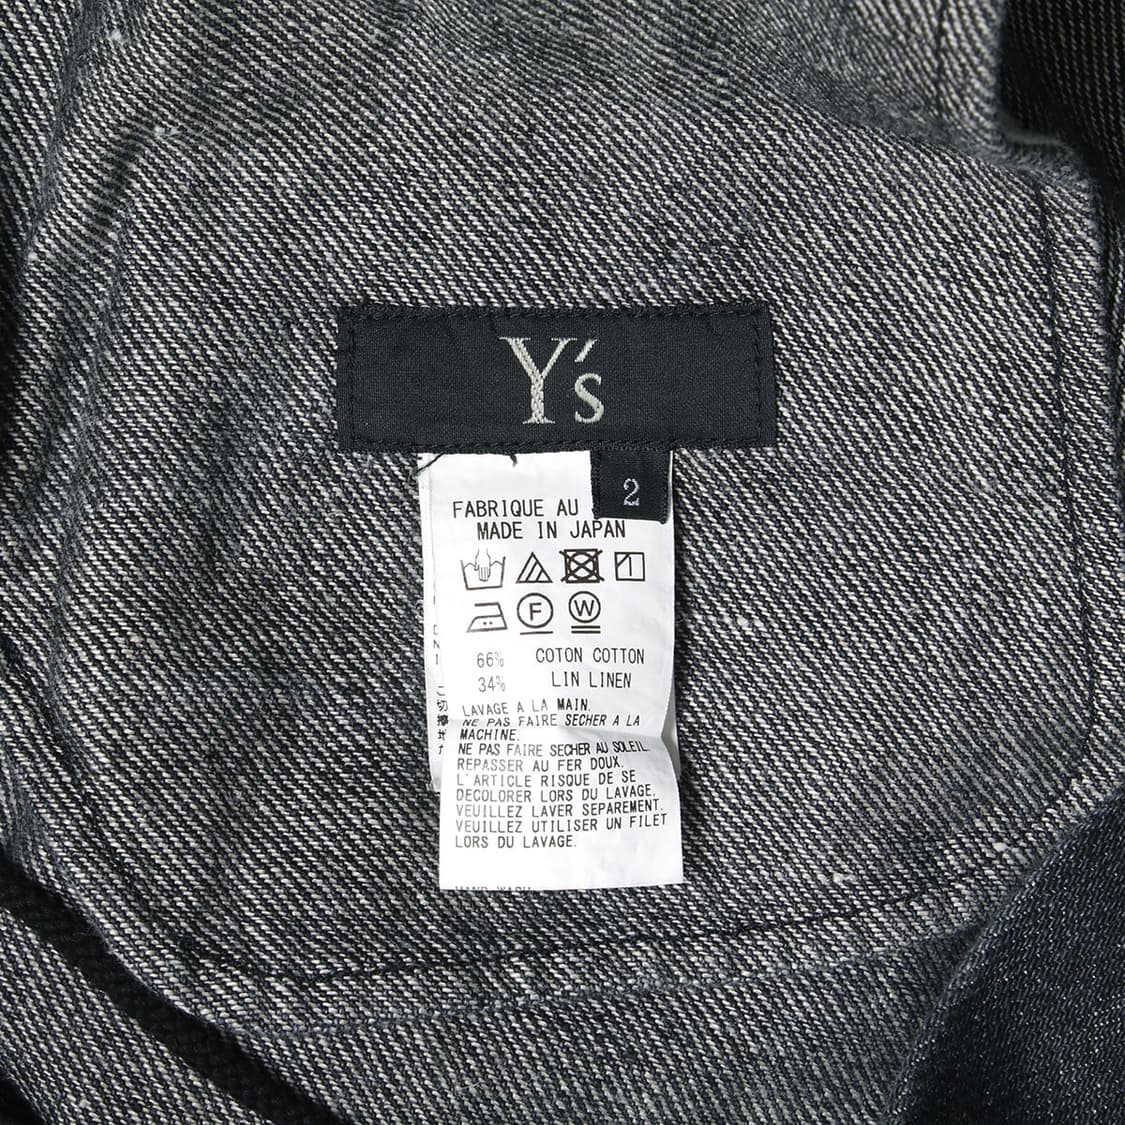 Y's
2
FABRIQUE AU
MADE IN JAPAN
F
W
66% COTON COTTON
34% LIN LINEN
LAVAGE A LA MAIN.
NE PAS FAIRE SECHER A LA
MACHINE.
NE PAS FAIRE SECHER AU SOLEIL.
REPASSER AU FER DOUX.
L'ARTICLE RISQUE DE SE
DECOLORER LORS DU LAVAGE.
VEUILLEZ LAVER SEPAREMENT.
VEUILLEZ UTILISER UN FILET
LORS DU LAVAGE.